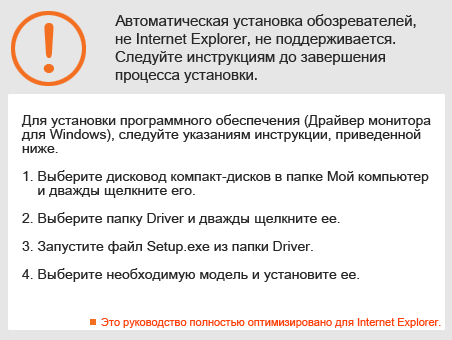 Автоматическая установка обозревателей,
не Internet Explorer, не поддерживается.
Следуйте инструкциям до завершения
процесса установки.
Для установки программного обеспечения (Драйвер монитора
для Windows), следуйте указаниям инструкции, приведенной
ниже.
1. Выберите дисковод компакт-дисков в папке Мой компьютер
и дважды щелкните его.
2. Выберите папку Driver и дважды щелкните ее.
3. Запустите файл Setup.exe из папки Driver.
4. Выберите необходимую модель и установите ее.
Это руководство полностью оптимизировано для Internet Explorer.